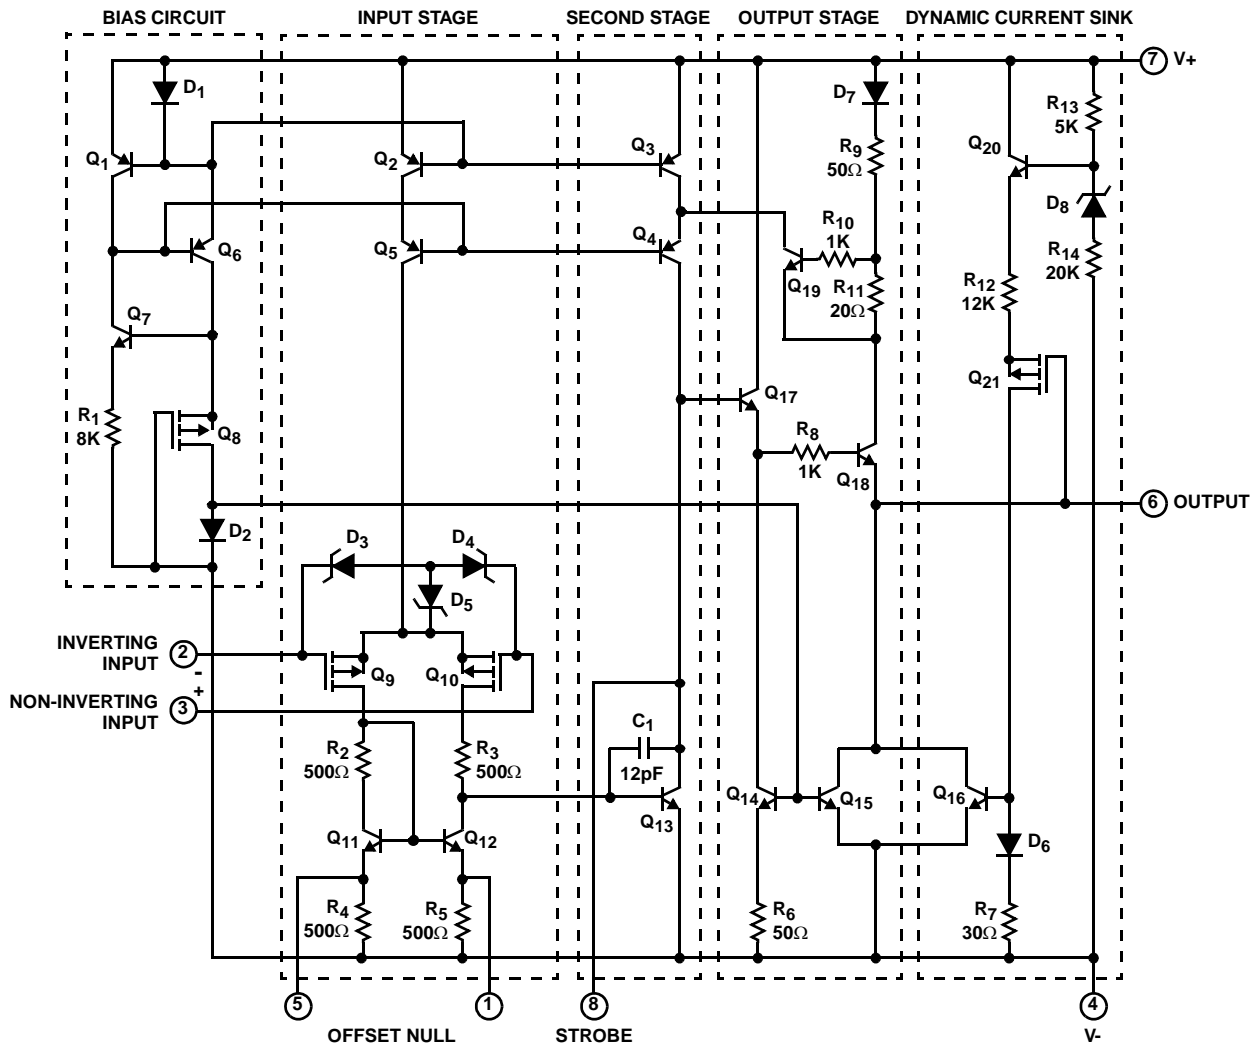 BIAS CIRCUIT
INPUT STAGE
SECOND STAGE
OUTPUT STAGE
DYNAMIC CURRENT SINK
7 V+
D1
D7
R13
5K
Q1
Q2
Q3
R9
50Ω
Q20
D8
Q6
Q5
Q4
R10
1K
R14
20K
Q19
R11
20Ω
R12
12K
Q7
Q21
Q17
R1
8K
Q8
R8
1K
Q18
6 OUTPUT
D2
D3
D4
D5
INVERTING
INPUT
2
-
Q9
Q10
+
NON-INVERTING
INPUT
3
R2
500Ω
R3
500Ω
C1
12pF
Q14
Q15
Q16
Q13
Q11
Q12
D6
R4
500Ω
R5
500Ω
R6
50Ω
R7
30Ω
5
1
8
4
OFFSET NULL
STROBE
V-